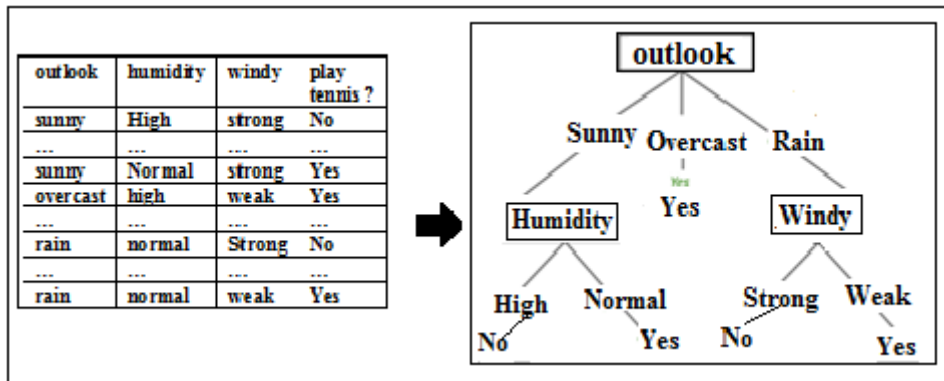 outlook humidity windy play tennis ?
sunny High strong No
.... .... .... ....
sunny Normal strong Yes
overcast high weak Yes
... .... .... ....
rain normal Strong No
... .... .... ....
rain normal weak Yes
outlook
Sunny Overcast Rain
Yes
Yes
Humidity Windy
High Normal Strong Weak
No Yes No Yes